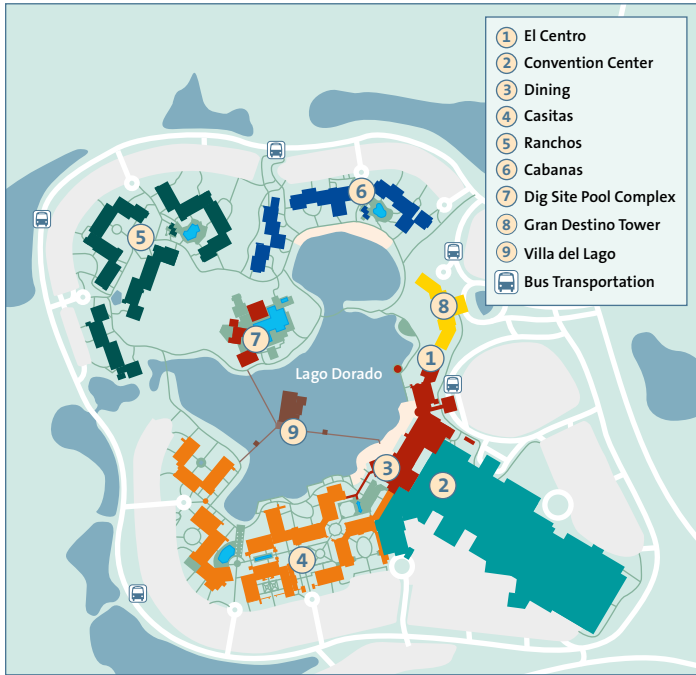 1 El Centro
2 Convention Center
3 Dining
4 Casitas
5 Ranchos
6 Cabanas
7 Dig Site Pool Complex
8 Gran Destino Tower
9 Villa del Lago
Bus Transportation
6
5
8
7
1
Lago Dorado
9
3
2
4